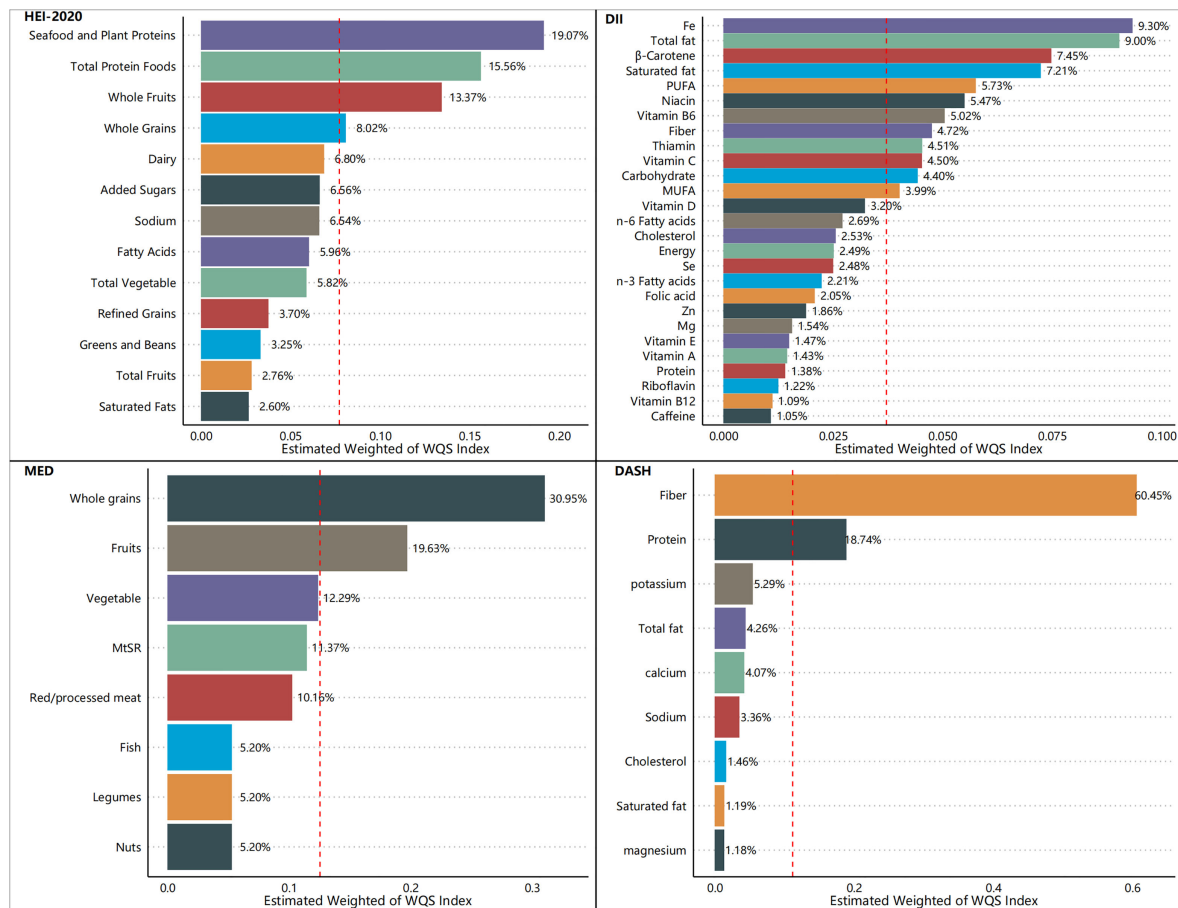 HEI-2020
Seafood and Plant Proteins 19.07%
Total Protein Foods 15.56%
Whole Fruits 13.37%
Whole Grains 8.02%
Dairy 6.80%
Added Sugars 6.56%
Sodium 6.54%
Fatty Acids 5.96%
Total Vegetable 5.82%
Refined Grains 3.70%
Greens and Beans 3.25%
Total Fruits 2.76%
Saturated Fats 2.60%
0.00 0.05 0.10 0.15 0.20
Estimated Weighted of WQS Index
DII
Fe 9.30%
Total fat 9.00%
β-Carotene 7.45%
Saturated fat 7.21%
PUFA 5.73%
Niacin 5.47%
Vitamin B6 5.02%
Fiber 4.72%
Thiamin 4.51%
Vitamin C 4.50%
Carbohydrate 4.40%
MUFA 3.99%
Vitamin D 3.20%
n-6 Fatty acids 2.69%
Cholesterol 2.53%
Energy 2.49%
Se 2.48%
n-3 Fatty acids 2.21%
Folic acid 2.05%
Zn 1.86%
Mg 1.54%
Vitamin E 1.47%
Vitamin A 1.43%
Protein 1.38%
Riboflavin 1.22%
Vitamin B12 1.09%
Caffeine 1.05%
0.000 0.025 0.050 0.075 0.100
Estimated Weighted of WQS Index
MED
Whole grains 30.95%
Fruits 19.63%
Vegetable 12.29%
MtSR 11.37%
Red/processed meat 10.16%
Fish 5.20%
Legumes 5.20%
Nuts 5.20%
0.0 0.1 0.2 0.3
Estimated Weighted of WQS Index
DASH
Fiber 60.45%
Protein 18.74%
potassium 5.29%
Total fat 4.26%
calcium 4.07%
Sodium 3.36%
Cholesterol 1.46%
Saturated fat 1.19%
magnesium 1.18%
0.0 0.2 0.4 0.6
Estimated Weighted of WQS Index